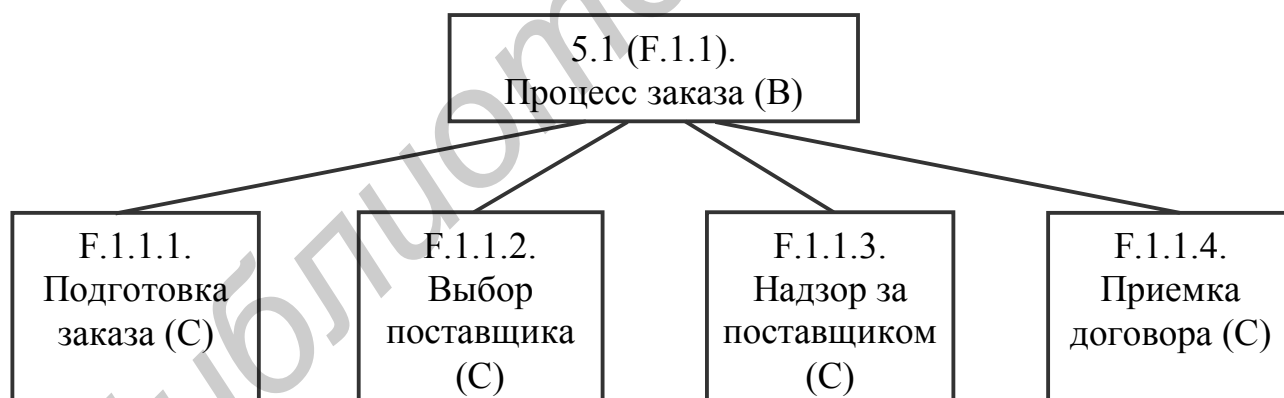 5.1 (F.1.1).
Процесс заказа (В)
F.1.1.1.
Подготовка
заказа (С)
F.1.1.2.
Выбор
поставщика
(С)
F.1.1.3.
Надзор за
поставщиком
(С)
F.1.1.4.
Приемка
договора (С)